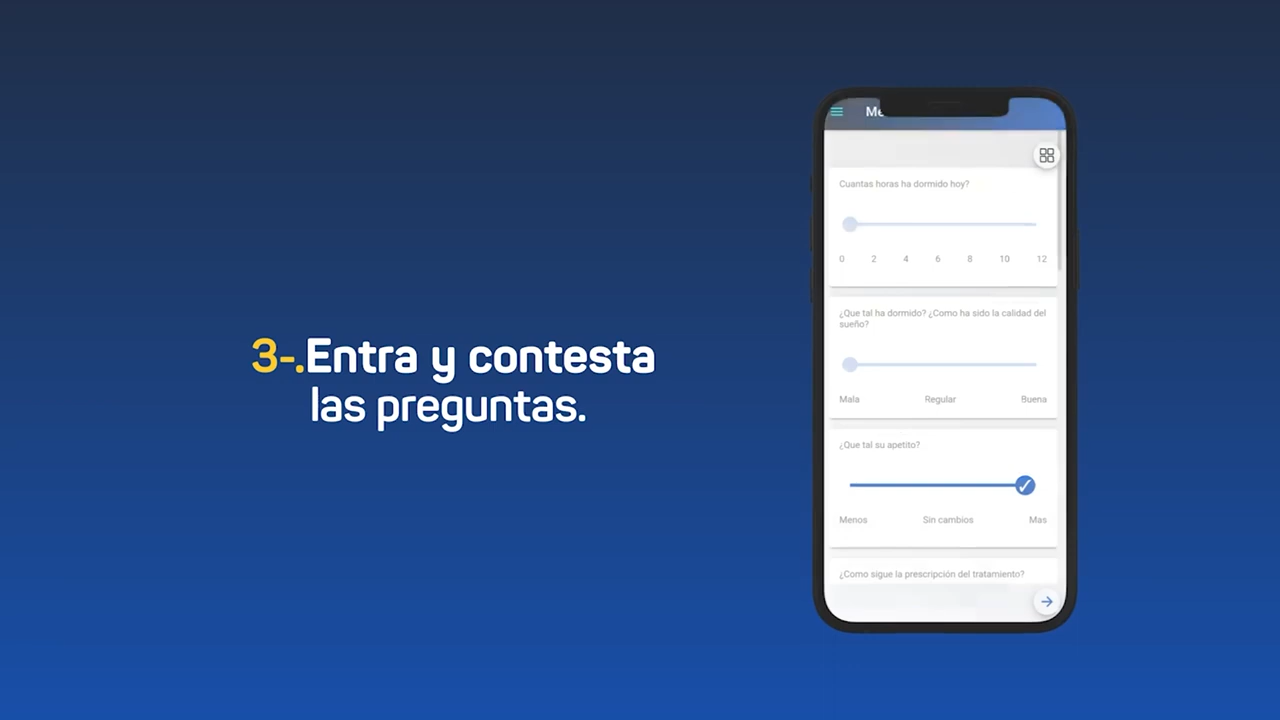 3-.Entra y contesta
las preguntas.
Cuantas horas ha dormido hoy?
0 2 4 6 8 10 12
¿Que tal ha dormido? ¿Como ha sido la calidad del
sueño?
Mala Regular Buena
¿Que tal su apetito?
Menos Sin cambios Mas
¿Como sigue la prescripción del tratamiento?